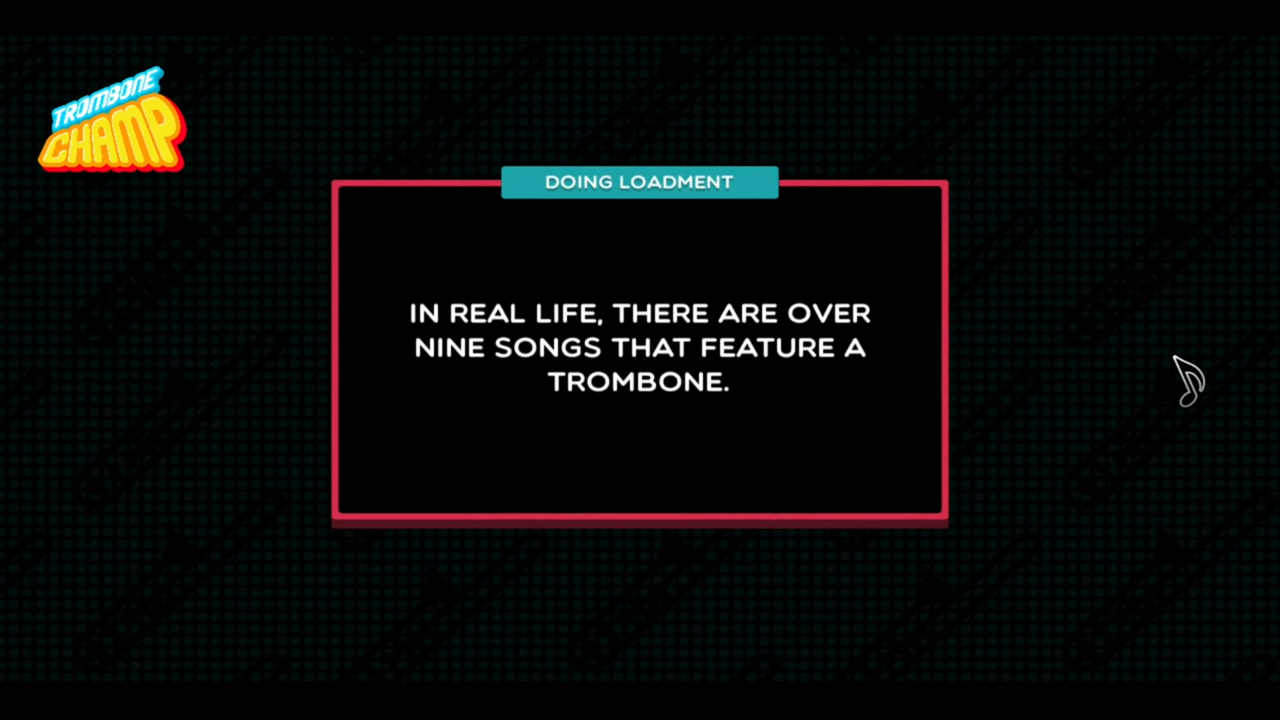 TROMBONE
CHAMP
DOING LOADMENT
IN REAL LIFE, THERE ARE OVER
NINE SONGS THAT FEATURE A
TROMBONE.